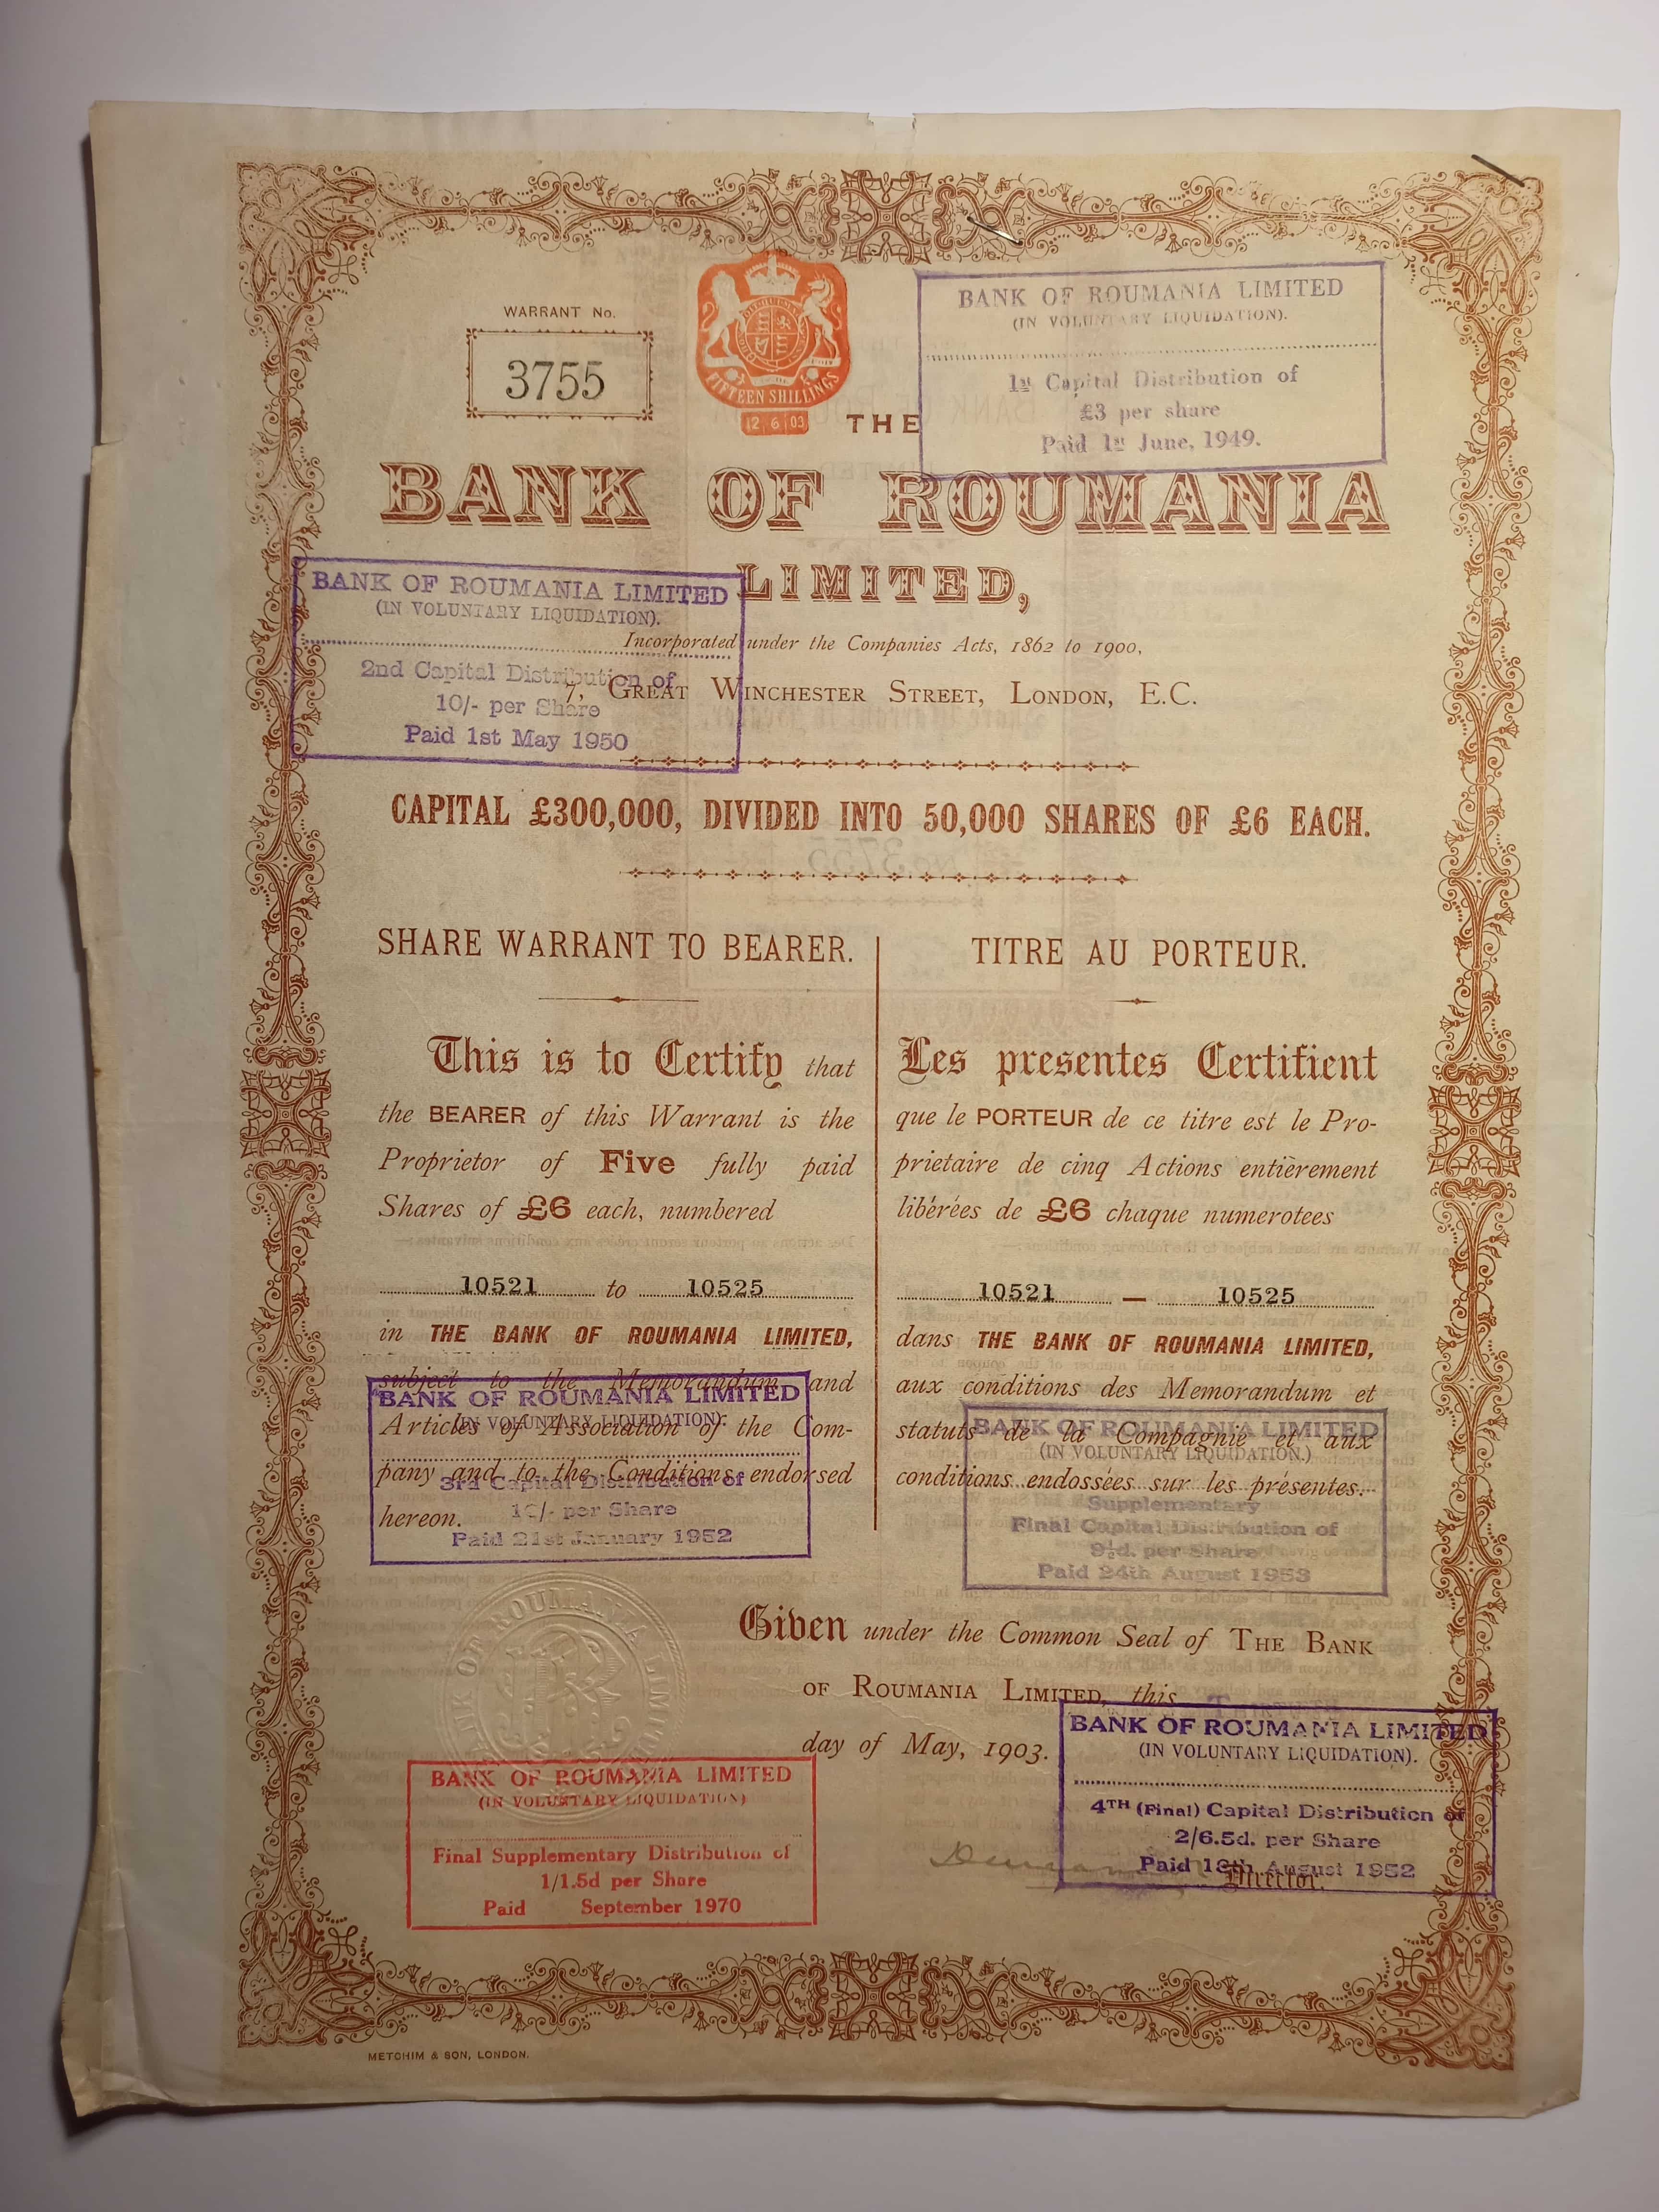 WARRANT No.
3755
FIFTEEN SHILLINGS
12 6 03
BANK OF ROUMANIA LIMITED
(IN VOLUNTARY LIQUIDATION).
1st Capital Distribution of
£3 per share
Paid 1st June, 1949.
THE
BANK OF ROUMANIA
LIMITED,
BANK OF ROUMANIA LIMITED
(IN VOLUNTARY LIQUIDATION).
2nd Capital Distribution of
10/- per Share
Paid 1st May 1950
Incorporated under the Companies Acts, 1862 to 1900,
7, GREAT WINCHESTER STREET, LONDON, E.C.
CAPITAL £300,000, DIVIDED INTO 50,000 SHARES OF £6 EACH.
SHARE WARRANT TO BEARER.
This is to Certify that
the BEARER of this Warrant is the
Proprietor of Five fully paid
Shares of £6 each, numbered
10521 to 10525
in THE BANK OF ROUMANIA LIMITED,
subject to the Memorandum and
Articles of Association of the Com-
pany and to the Conditions endorsed
hereon.
BANK OF ROUMANIA LIMITED
(IN VOLUNTARY LIQUIDATION).
3rd Capital Distribution of
10/- per Share
Paid 21st January 1952
TITRE AU PORTEUR.
Les presentes Certifient
que le PORTEUR de ce titre est le Pro-
prietaire de cinq Actions entièrement
libérées de £6 chaque numerotees
10521 — 10525
dans THE BANK OF ROUMANIA LIMITED,
aux conditions des Memorandum et
statuts de la Compagnie et aux
conditions endossées sur les présentes.
BANK OF ROUMANIA LIMITED
(IN VOLUNTARY LIQUIDATION.)
Supplementary
Final Capital Distribution of
9½d. per Share
Paid 24th August 1953
BANK OF ROUMANIA LIMITED
Given under the Common Seal of THE BANK
OF ROUMANIA LIMITED, this THIRTIETH
day of May, 1903.
BANK OF ROUMANIA LIMITED
(IN VOLUNTARY LIQUIDATION).
4TH (Final) Capital Distribution of
2/6.5d. per Share
Paid August 1952
Director.
BANK OF ROUMANIA LIMITED
(IN VOLUNTARY LIQUIDATION)
Final Supplementary Distribution of
1/1.5d per Share
Paid September 1970
METCHIM & SON, LONDON.